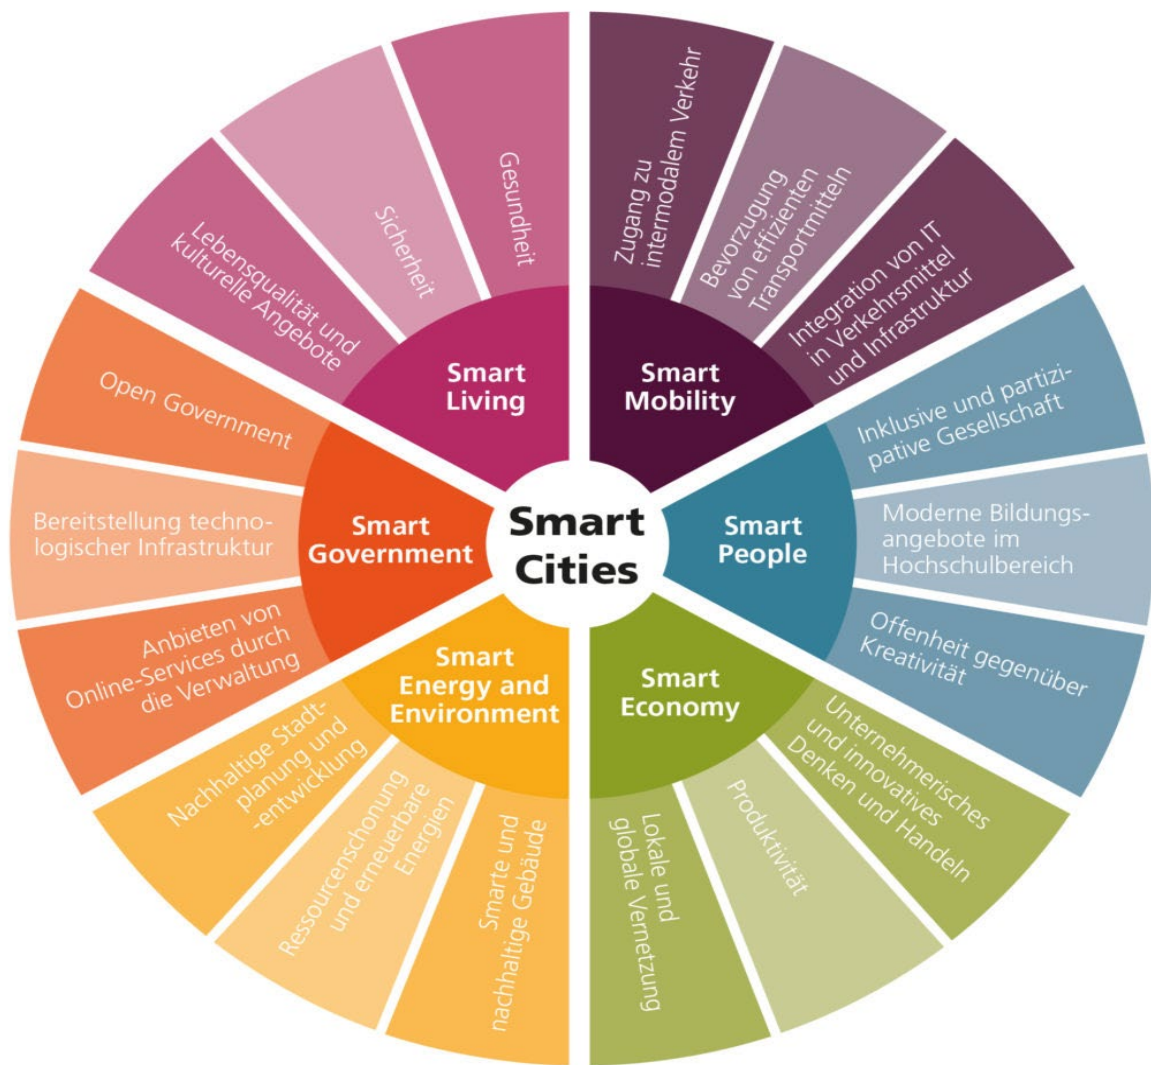 Smart
Cities
Smart
Mobility
Zugang zu
intermodalem Verkehr
Bevorzugung
von effizienten
Transportmitteln
Integration von IT
in Verkehrsmittel
und Infrastruktur
Smart
People
Inklusive und partizi-
pative Gesellschaft
Moderne Bildungs-
angebote im
Hochschulbereich
Offenheit gegenüber
Kreativität
Smart
Economy
Unternehmerisches
und innovatives
Denken und Handeln
Produktivität
Lokale und
globale Vernetzung
Smart
Energy and
Environment
Smarte und
nachhaltige Gebäude
Ressourcenschonung
und erneuerbare
Energien
Nachhaltige Stadt-
planung und
-entwicklung
Smart
Government
Anbieten von
Online-Services durch
die Verwaltung
Bereitstellung techno-
logischer Infrastruktur
Open Government
Smart
Living
Lebensqualität und
kulturelle Angebote
Sicherheit
Gesundheit